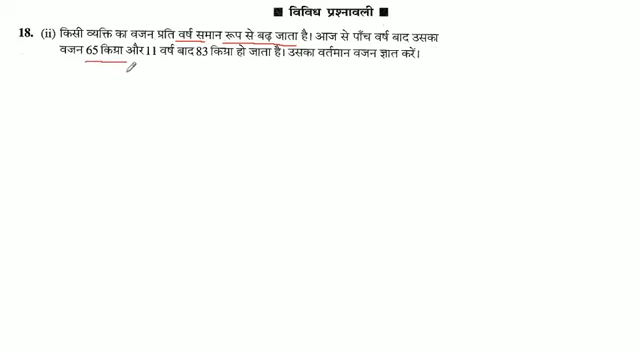 ■ विविध प्रश्नावली ■
18. (ii) किसी व्यक्ति का वजन प्रति वर्ष समान रूप से बढ़ जाता है। आज से पाँच वर्ष बाद उसका
वजन 65 किग्रा और 11 वर्ष बाद 83 किग्रा हो जाता है। उसका वर्तमान वजन ज्ञात करें।